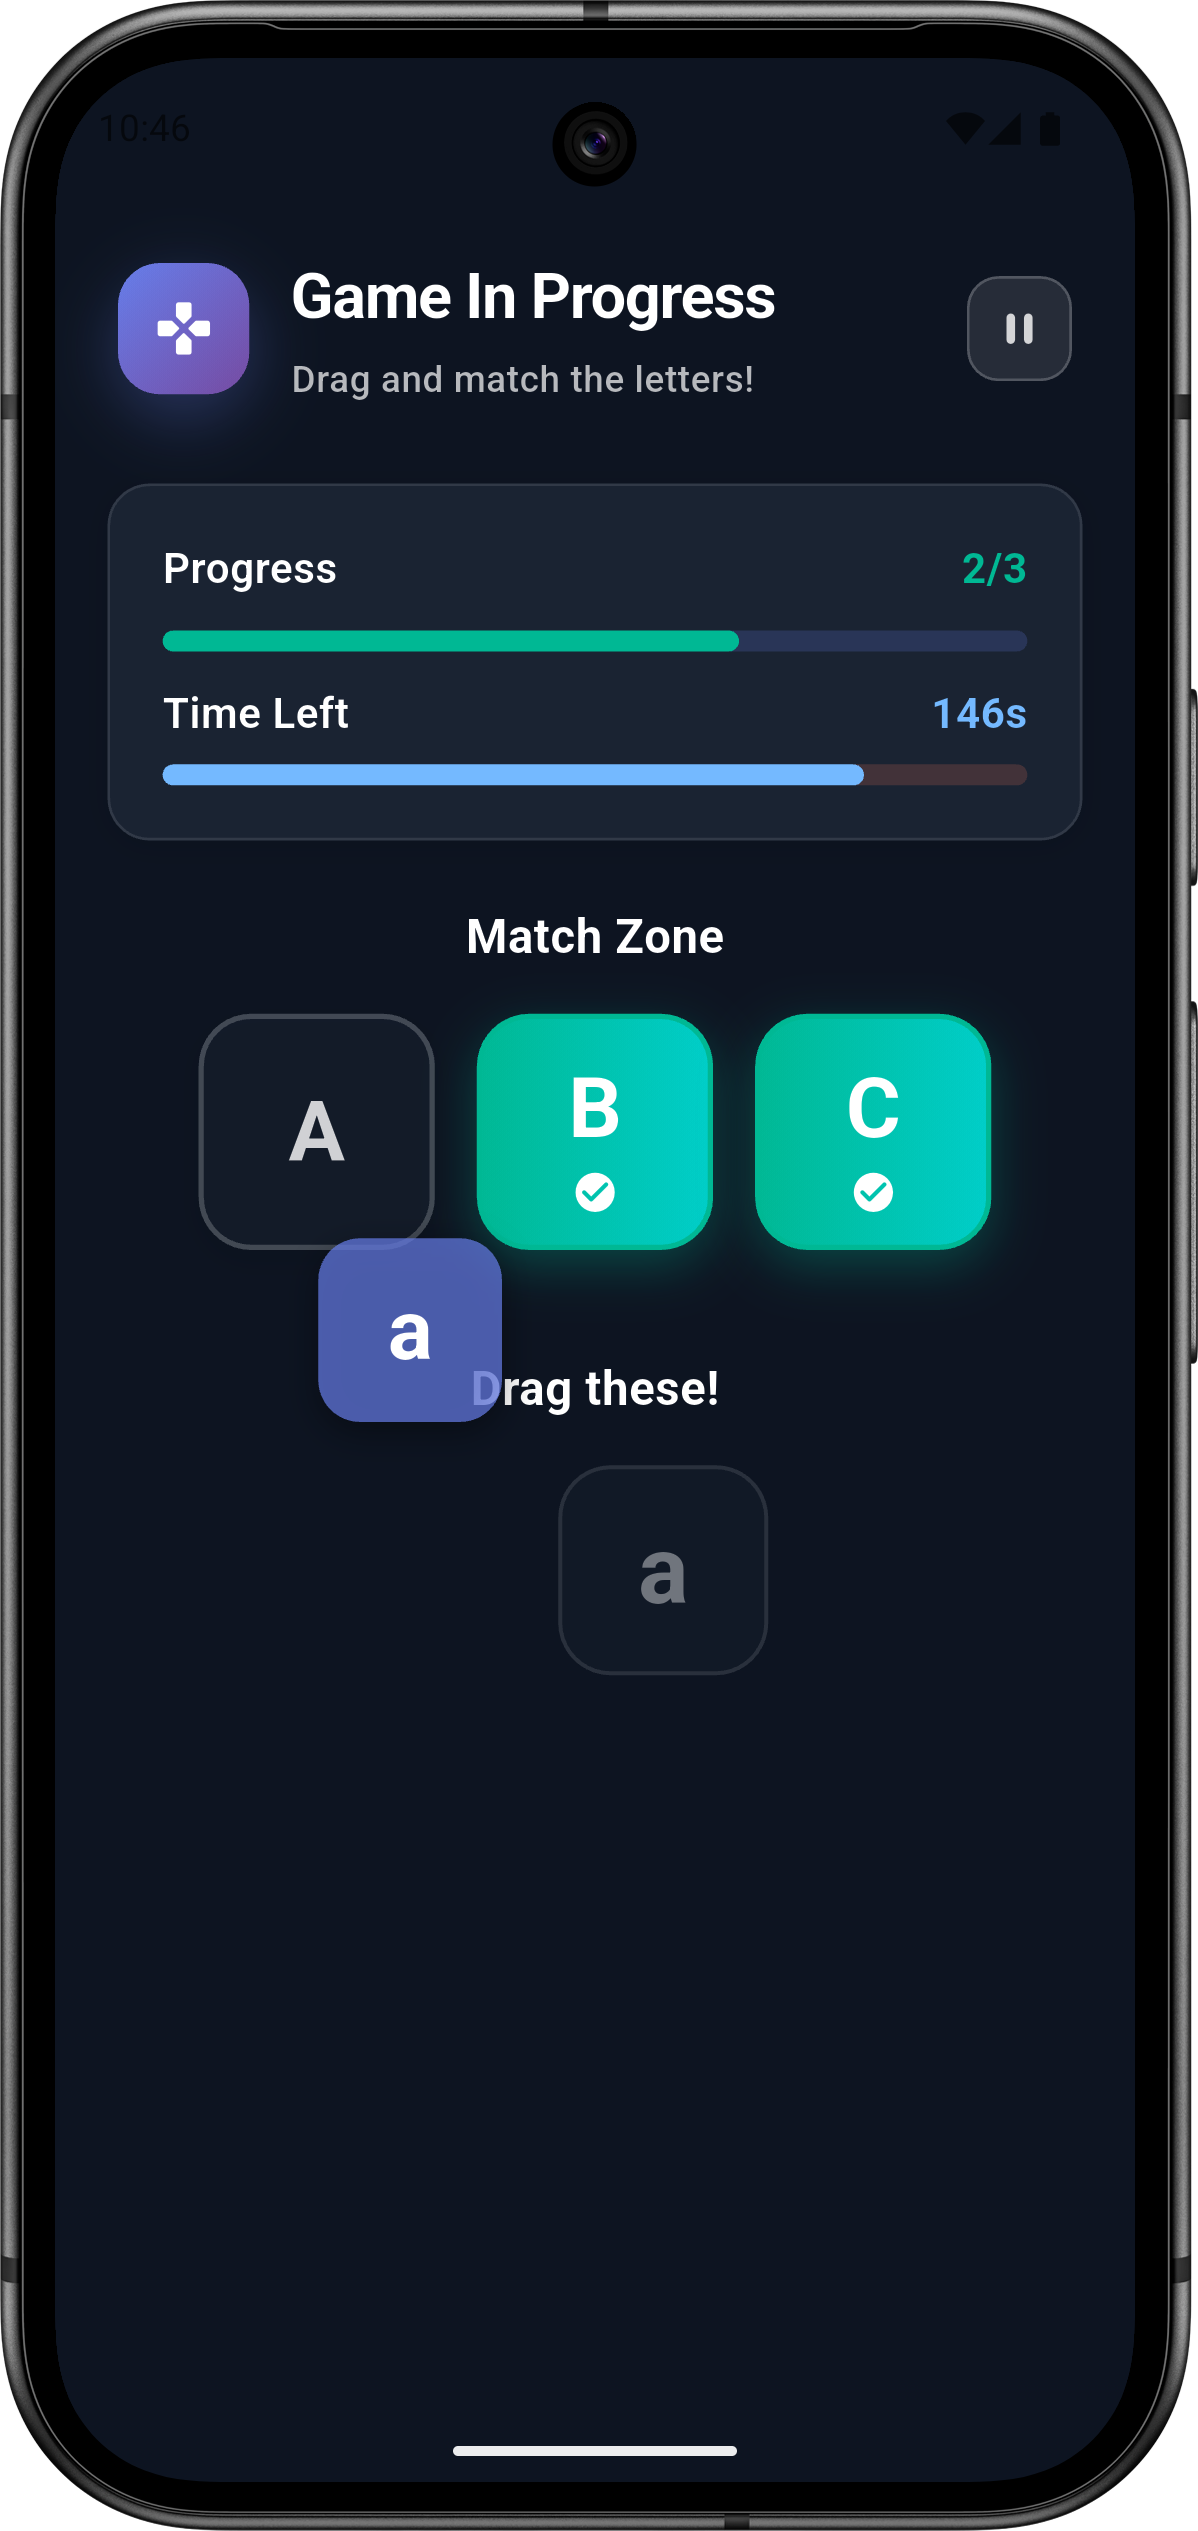 10:46
Game In Progress
Drag and match the letters!
Progress 2/3
Time Left 146s
Match Zone
A B C
a
Drag these!
a